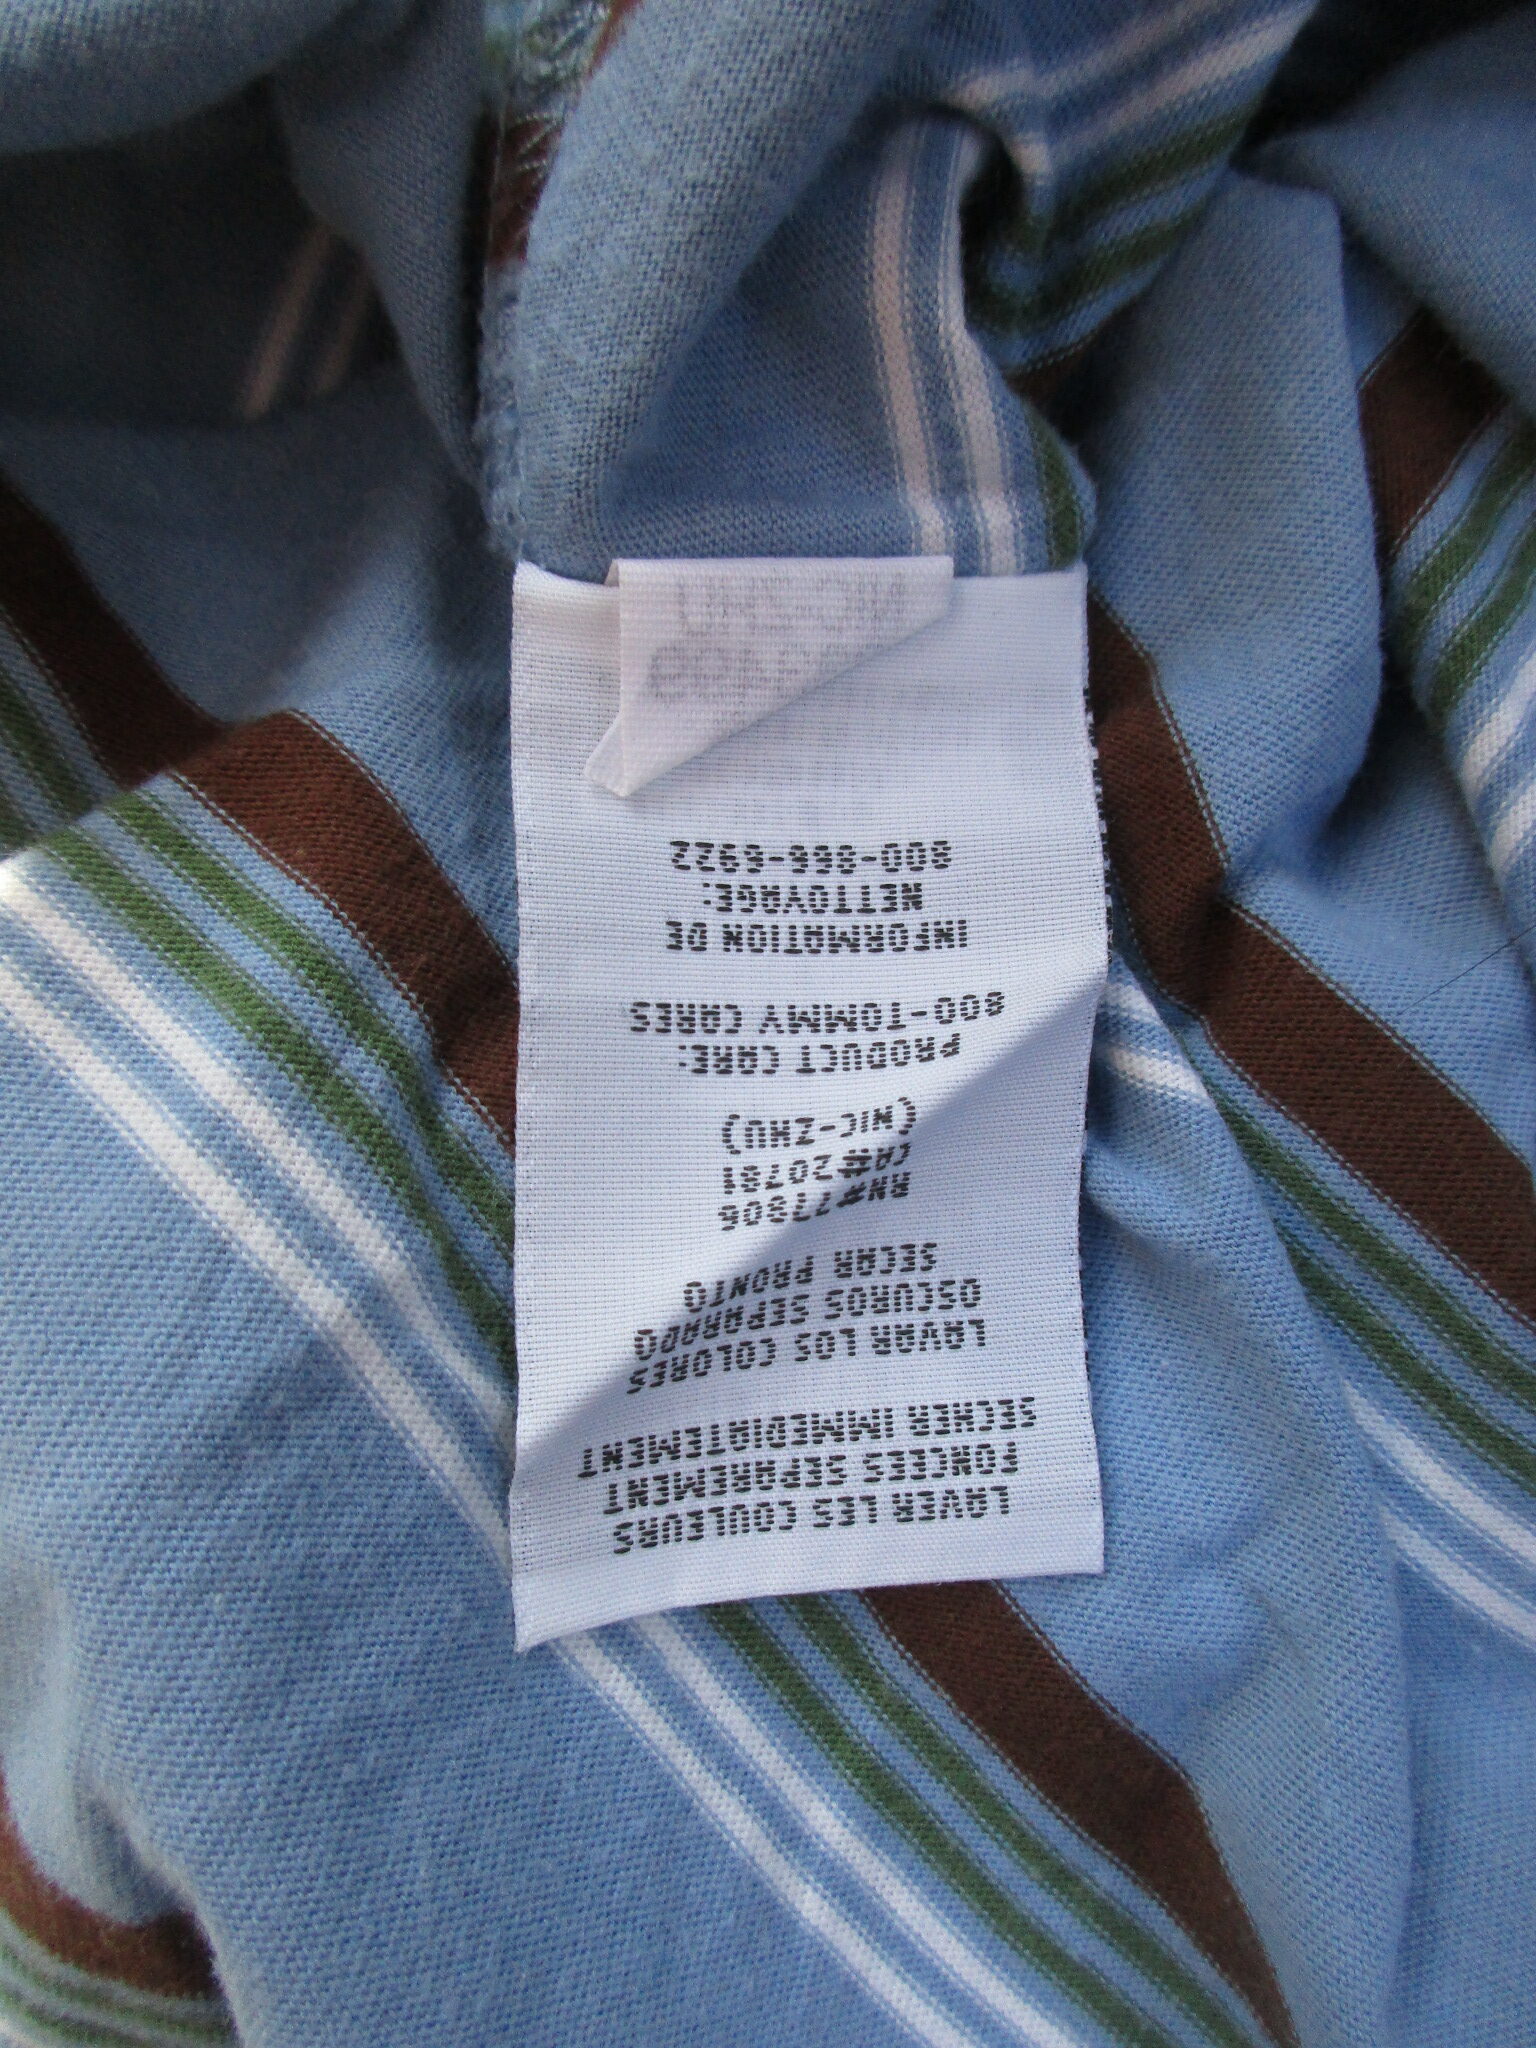 LAVER LES COULEURS
FONCEES SEPAREMENT
SECHER IMMEDIATEMENT
LAVAR LOS COLORES
OSCUROS SEPARADO
SECAR PRONTO
RN#77806
CA#20701
(NIC-ZHU)
PRODUCT CARE:
800-TOMMY CARES
INFORMATION DE
NETTOYAGE:
800-866-6922